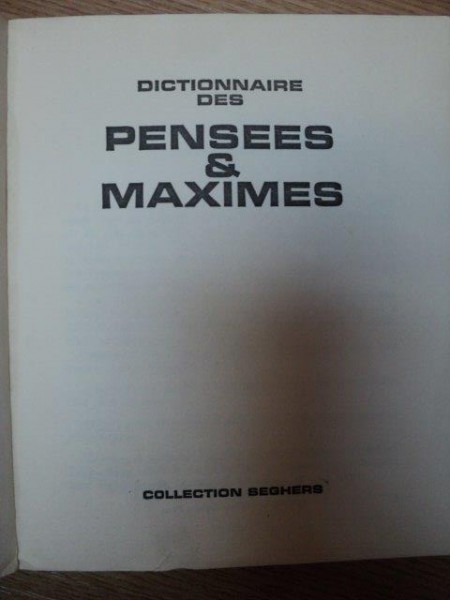 DICTIONNAIRE
DES
PENSEES
&
MAXIMES
COLLECTION SEGHERS